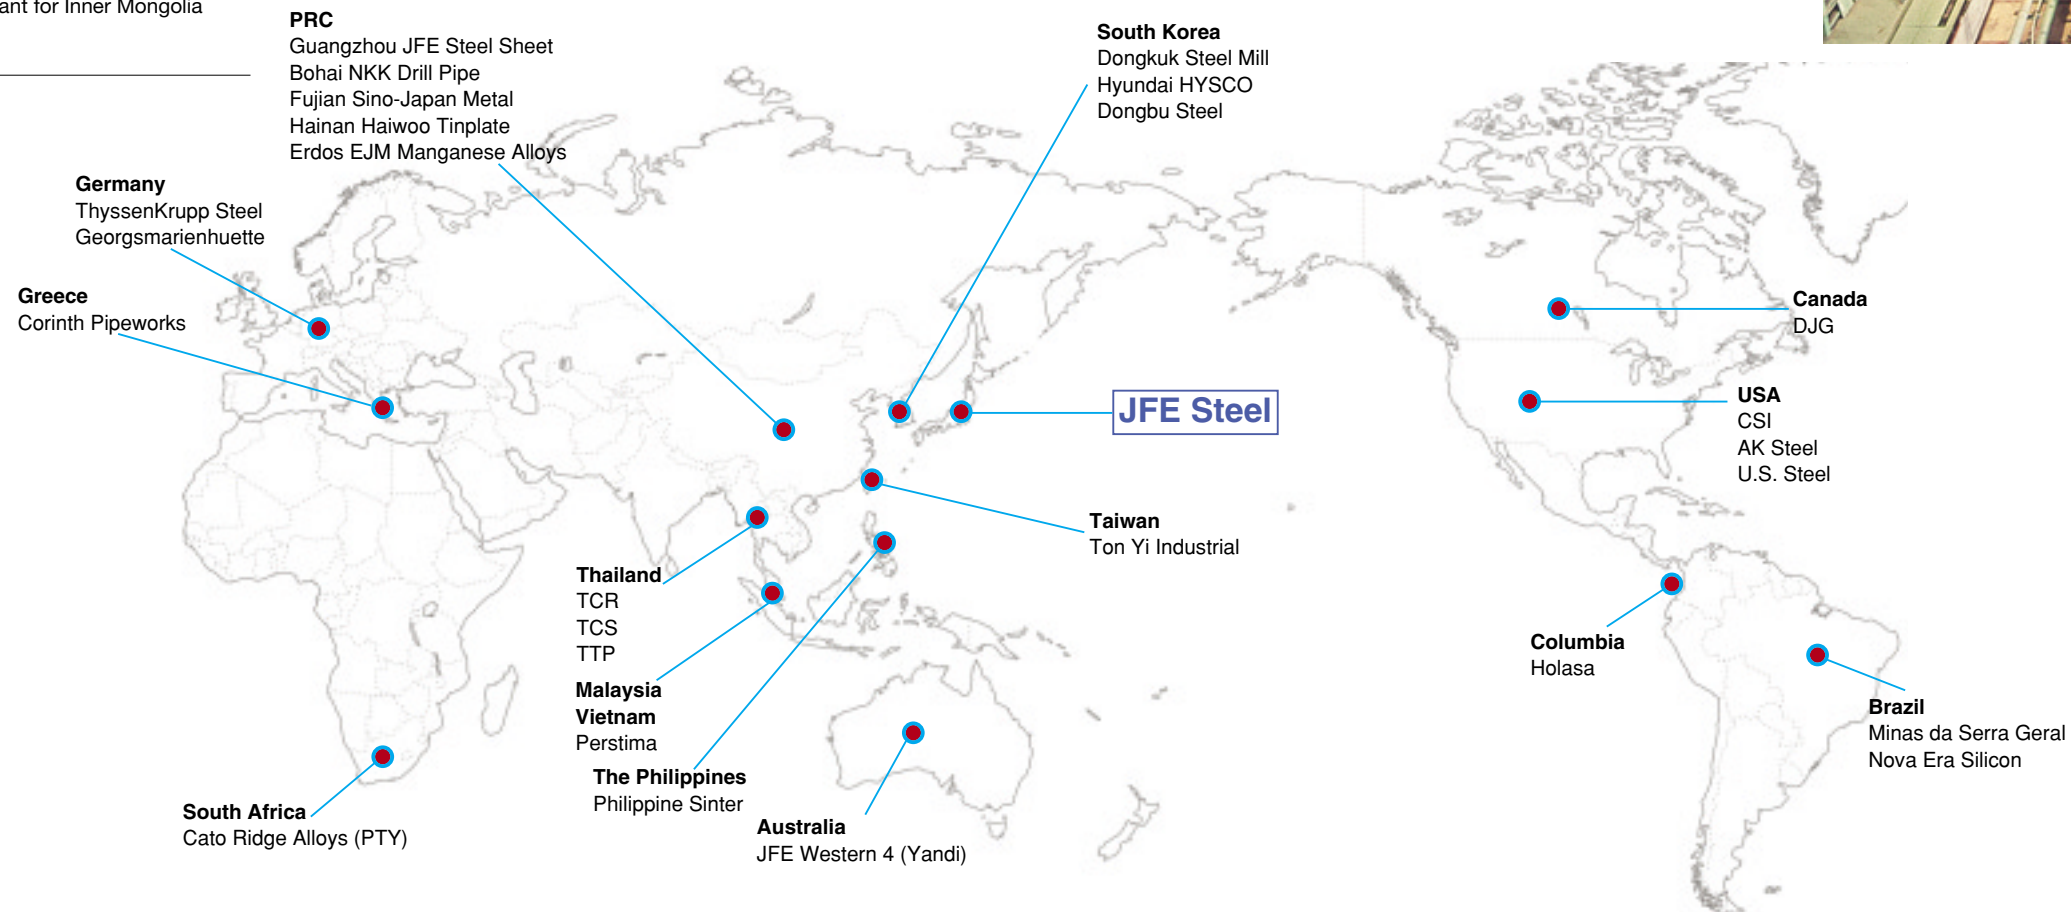 ant for Inner Mongolia
PRC
Guangzhou JFE Steel Sheet
Bohai NKK Drill Pipe
Fujian Sino-Japan Metal
Hainan Haiwoo Tinplate
Erdos EJM Manganese Alloys
South Korea
Dongkuk Steel Mill
Hyundai HYSCO
Dongbu Steel
Germany
ThyssenKrupp Steel
Georgsmarienhuette
Greece
Corinth Pipeworks
Canada
DJG
JFE Steel
USA
CSI
AK Steel
U.S. Steel
Taiwan
Ton Yi Industrial
Thailand
TCR
TCS
TTP
Malaysia
Vietnam
Perstima
The Philippines
Philippine Sinter
Columbia
Holasa
Brazil
Minas da Serra Geral
Nova Era Silicon
South Africa
Cato Ridge Alloys (PTY)
Australia
JFE Western 4 (Yandi)